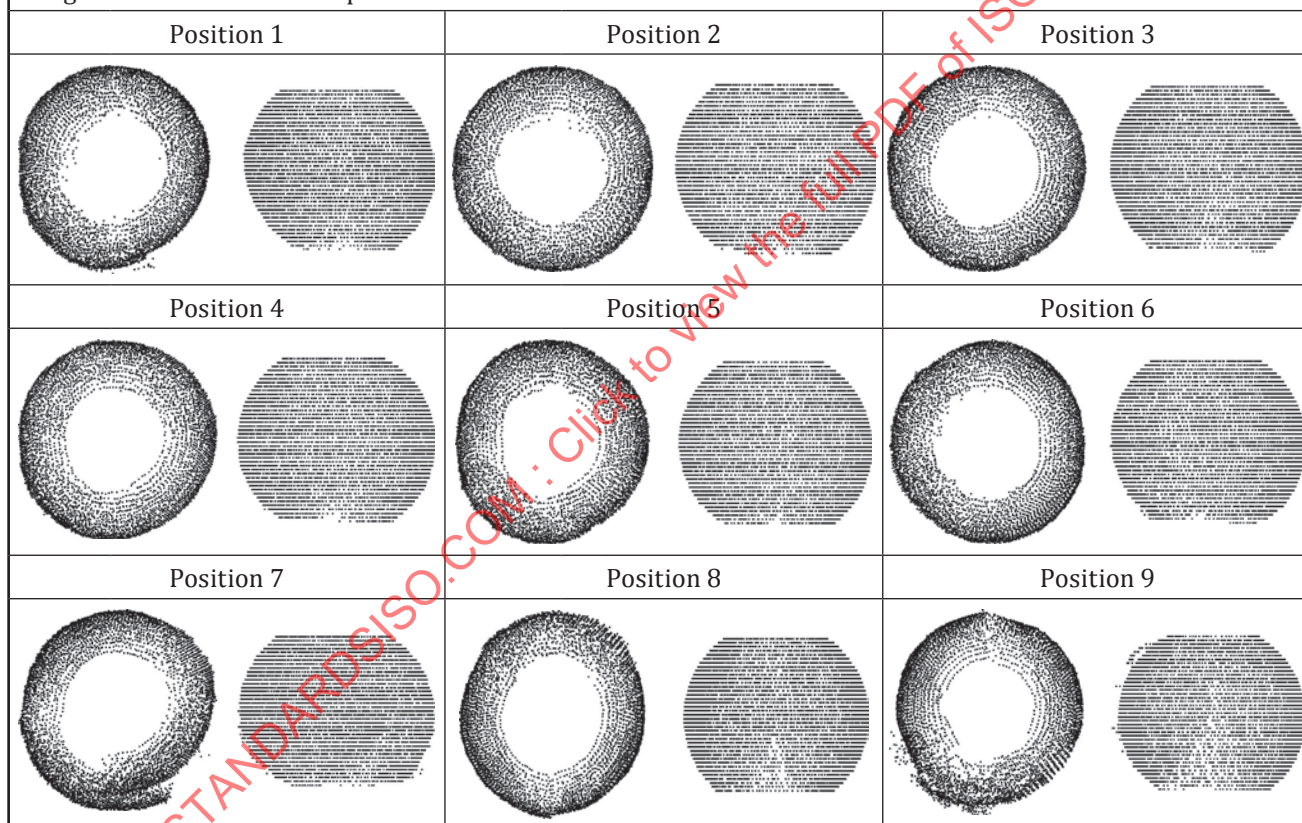 Position 1
Position 2
Position 3
Position 4
Position 5
Position 6
Position 7
Position 8
Position 9
STANDARDSISO.COM : Click to view the full PDF of ISO